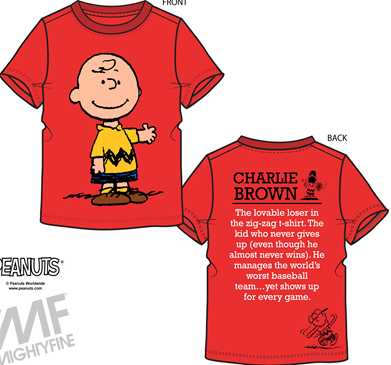 FRONT
BACK
CHARLIE
BROWN
The lovable loser in
the zig-zag t-shirt. The
kid who never gives
up (even though he
almost never wins). He
manages the world's
worst baseball
team...yet shows up
for every game.
PEANUTS®
© Peanuts Worldwide
www.peanuts.com
MF
MIGHTYFINE